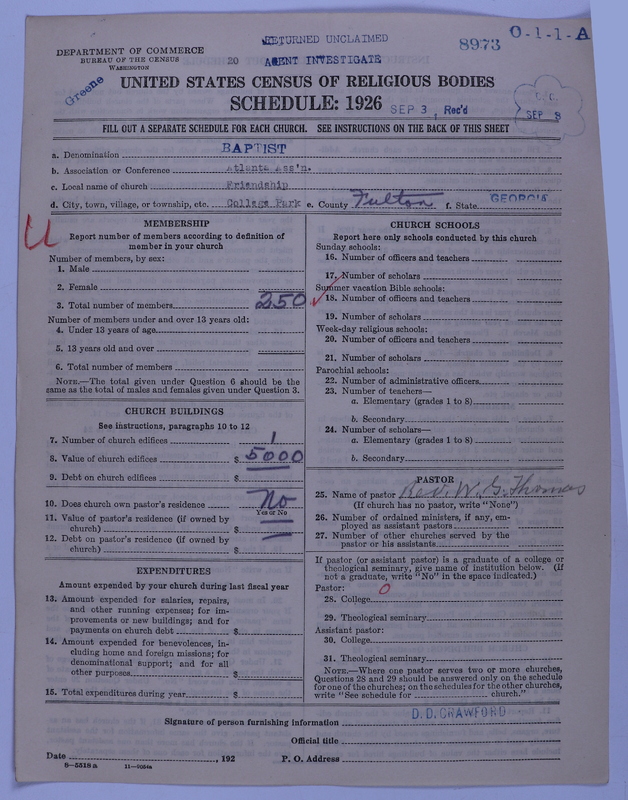 RETURNED UNCLAIMED
8973
O-1-1-A
DEPARTMENT OF COMMERCE
BUREAU OF THE CENSUS
WASHINGTON
20
AGENT INVESTIGATE
Greene
UNITED STATES CENSUS OF RELIGIOUS BODIES
SCHEDULE: 1926
SEP 3, Rec'd
C.C.
SEP 8
FILL OUT A SEPARATE SCHEDULE FOR EACH CHURCH. SEE INSTRUCTIONS ON THE BACK OF THIS SHEET
a. Denomination BAPTIST
b. Association or Conference Atlanta Ass'n.
c. Local name of church Friendship
d. City, town, village, or township, etc. College Park e. County Fulton f. State GEORGIA
U
MEMBERSHIP
Report number of members according to definition of
member in your church
Number of members, by sex:
1. Male
2. Female
3. Total number of members 250
Number of members under and over 13 years old:
4. Under 13 years of age
5. 13 years old and over
6. Total number of members
NOTE.—The total given under Question 6 should be the
same as the total of males and females given under Question 3.
CHURCH BUILDINGS
See instructions, paragraphs 10 to 12
7. Number of church edifices 1
8. Value of church edifices $ 5000
9. Debt on church edifices $
10. Does church own pastor's residence No
Yes or No
11. Value of pastor's residence (if owned by
church) $
12. Debt on pastor's residence (if owned by
church) $
EXPENDITURES
Amount expended by your church during last fiscal year
13. Amount expended for salaries, repairs,
and other running expenses; for im-
provements or new buildings; and for
payments on church debt $
14. Amount expended for benevolences, in-
cluding home and foreign missions; for
denominational support; and for all
other purposes $
15. Total expenditures during year $
CHURCH SCHOOLS
Report here only schools conducted by this church
Sunday schools:
16. Number of officers and teachers
17. Number of scholars
Summer vacation Bible schools:
18. Number of officers and teachers
19. Number of scholars
Week-day religious schools:
20. Number of officers and teachers
21. Number of scholars
Parochial schools:
22. Number of administrative officers
23. Number of teachers—
a. Elementary (grades 1 to 8)
b. Secondary
24. Number of scholars—
a. Elementary (grades 1 to 8)
b. Secondary
PASTOR
25. Name of pastor Rev. W. G. Thomas
(If church has no pastor, write "None")
26. Number of ordained ministers, if any, em-
ployed as assistant pastors
27. Number of other churches served by the
pastor or his assistants
If pastor (or assistant pastor) is a graduate of a college or
theological seminary, give name of institution below. (If
not a graduate, write "No" in the space indicated.)
Pastor: 0
28. College
29. Theological seminary
Assistant pastor:
30. College
31. Theological seminary
NOTE.—Where one pastor serves two or more churches,
Questions 28 and 29 should be answered only on the schedule
for one of the churches; on the schedules for the other churches,
write "See schedule for church."
Signature of person furnishing information D. D. CRAWFORD
Official title
Date , 192 P. O. Address
8-5518a 11-9054a